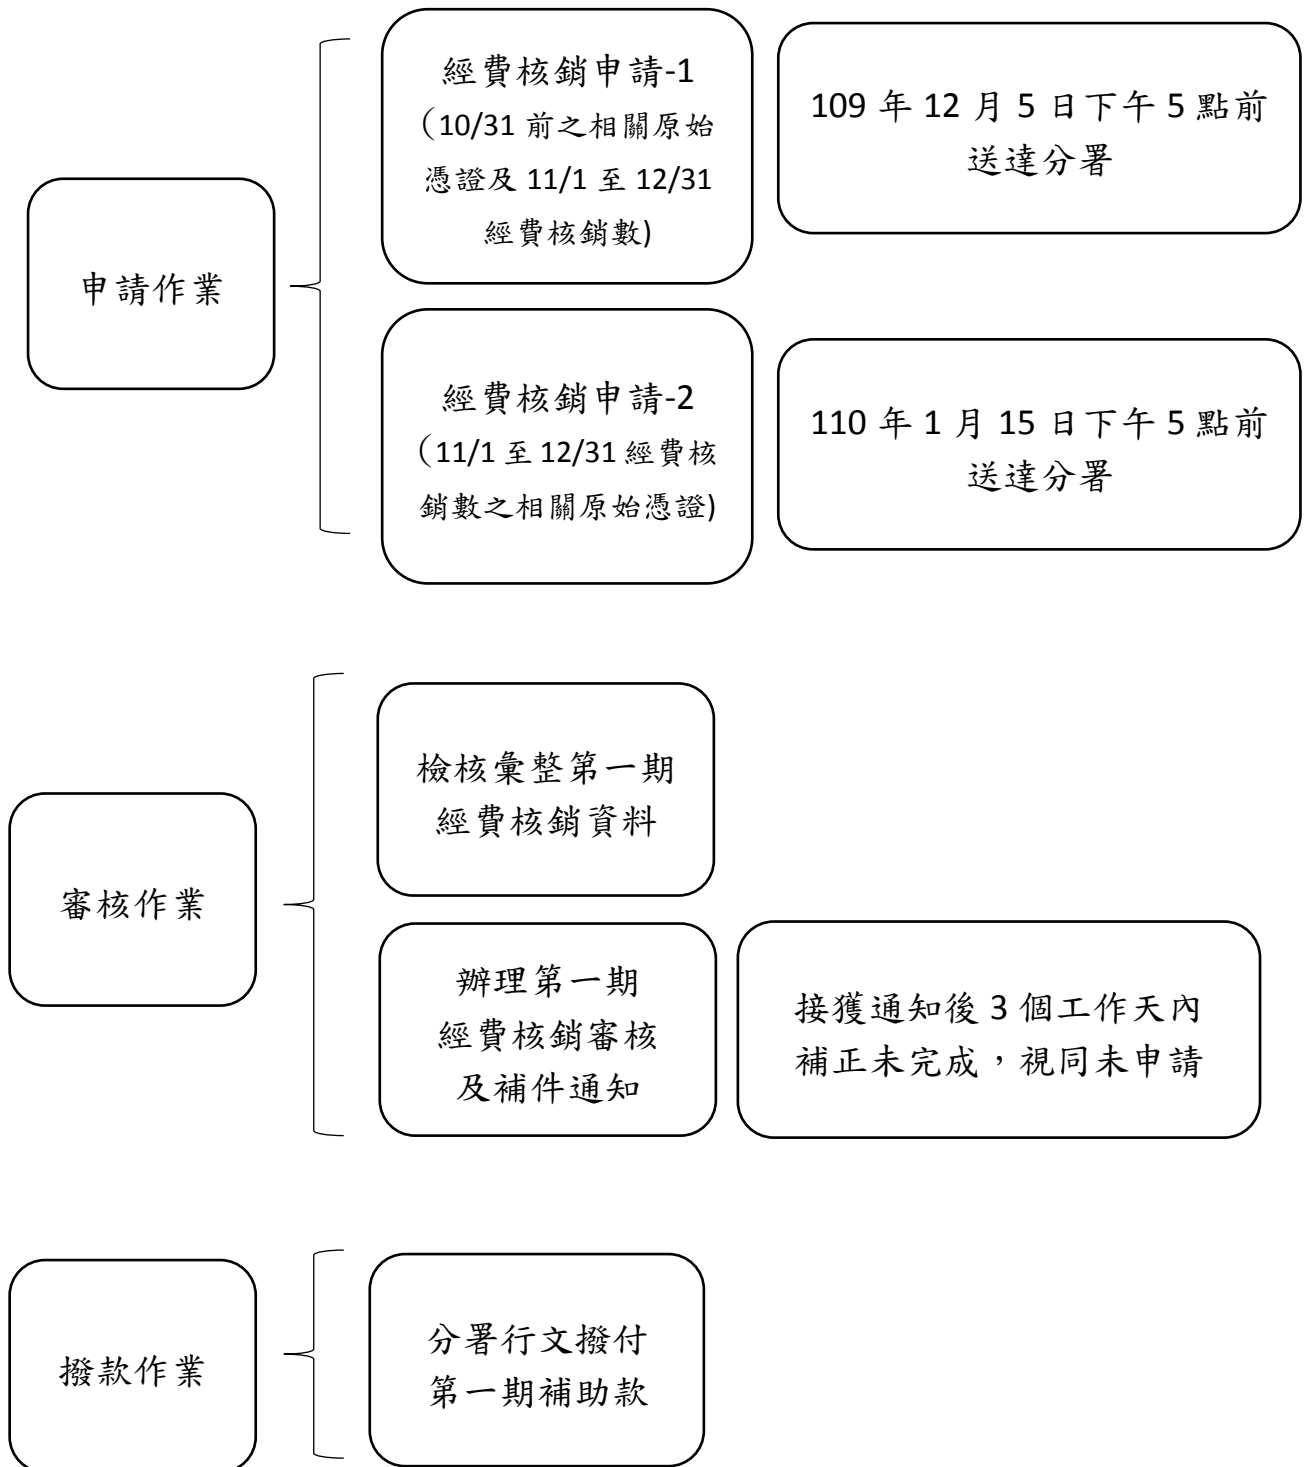 申請作業
經費核銷申請-1
（10/31 前之相關原始
憑證及 11/1 至 12/31
經費核銷數)
109 年 12 月 5 日下午 5 點前
送達分署
經費核銷申請-2
（11/1 至 12/31 經費核
銷數之相關原始憑證)
110 年 1 月 15 日下午 5 點前
送達分署
審核作業
檢核彙整第一期
經費核銷資料
辦理第一期
經費核銷審核
及補件通知
接獲通知後 3 個工作天內
補正未完成，視同未申請
撥款作業
分署行文撥付
第一期補助款